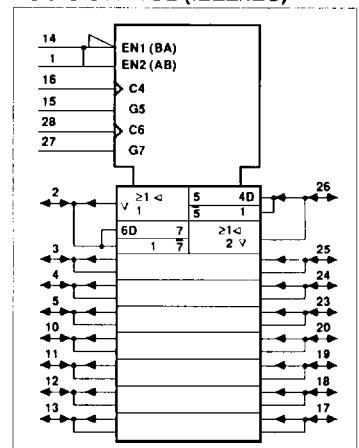 14 EN1 (BA)
1 EN2 (AB)
16 C4
15 G5
28 C6
27 G7
2 ≥1 ◁ 5 4D 26
▽ 1 5̅ 1
6D 7 ≥1◁
1 7̅ 2 ▽
3 25
4 24
5 23
10 20
11 19
12 18
13 17